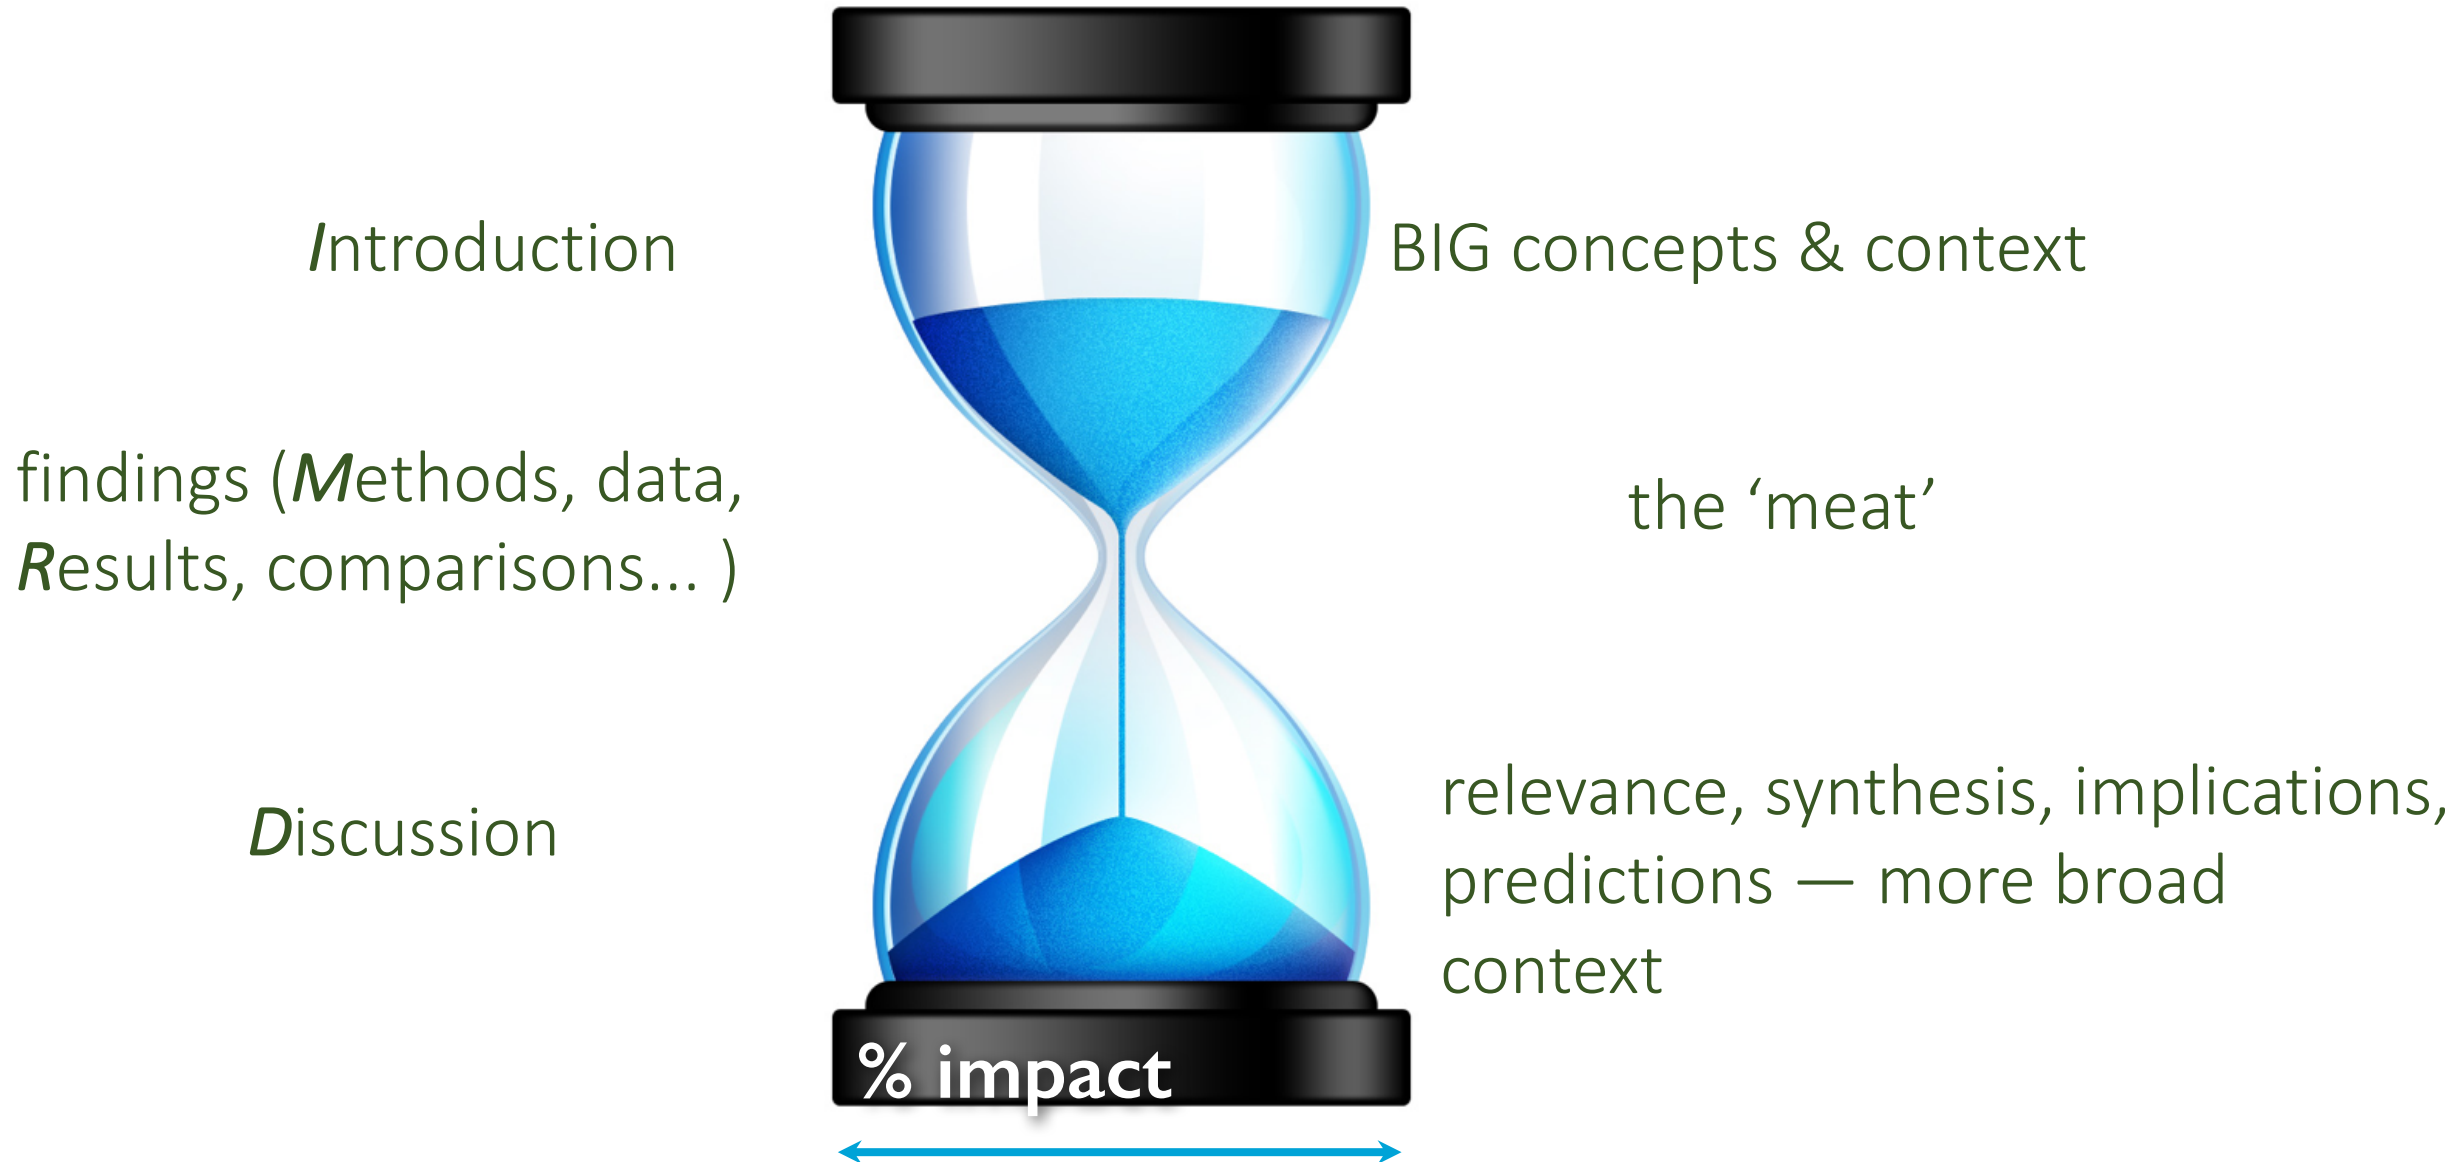 Introduction
BIG concepts & context
findings (Methods, data,
Results, comparisons... )
the ‘meat’
Discussion
relevance, synthesis, implications,
predictions — more broad
context
% impact